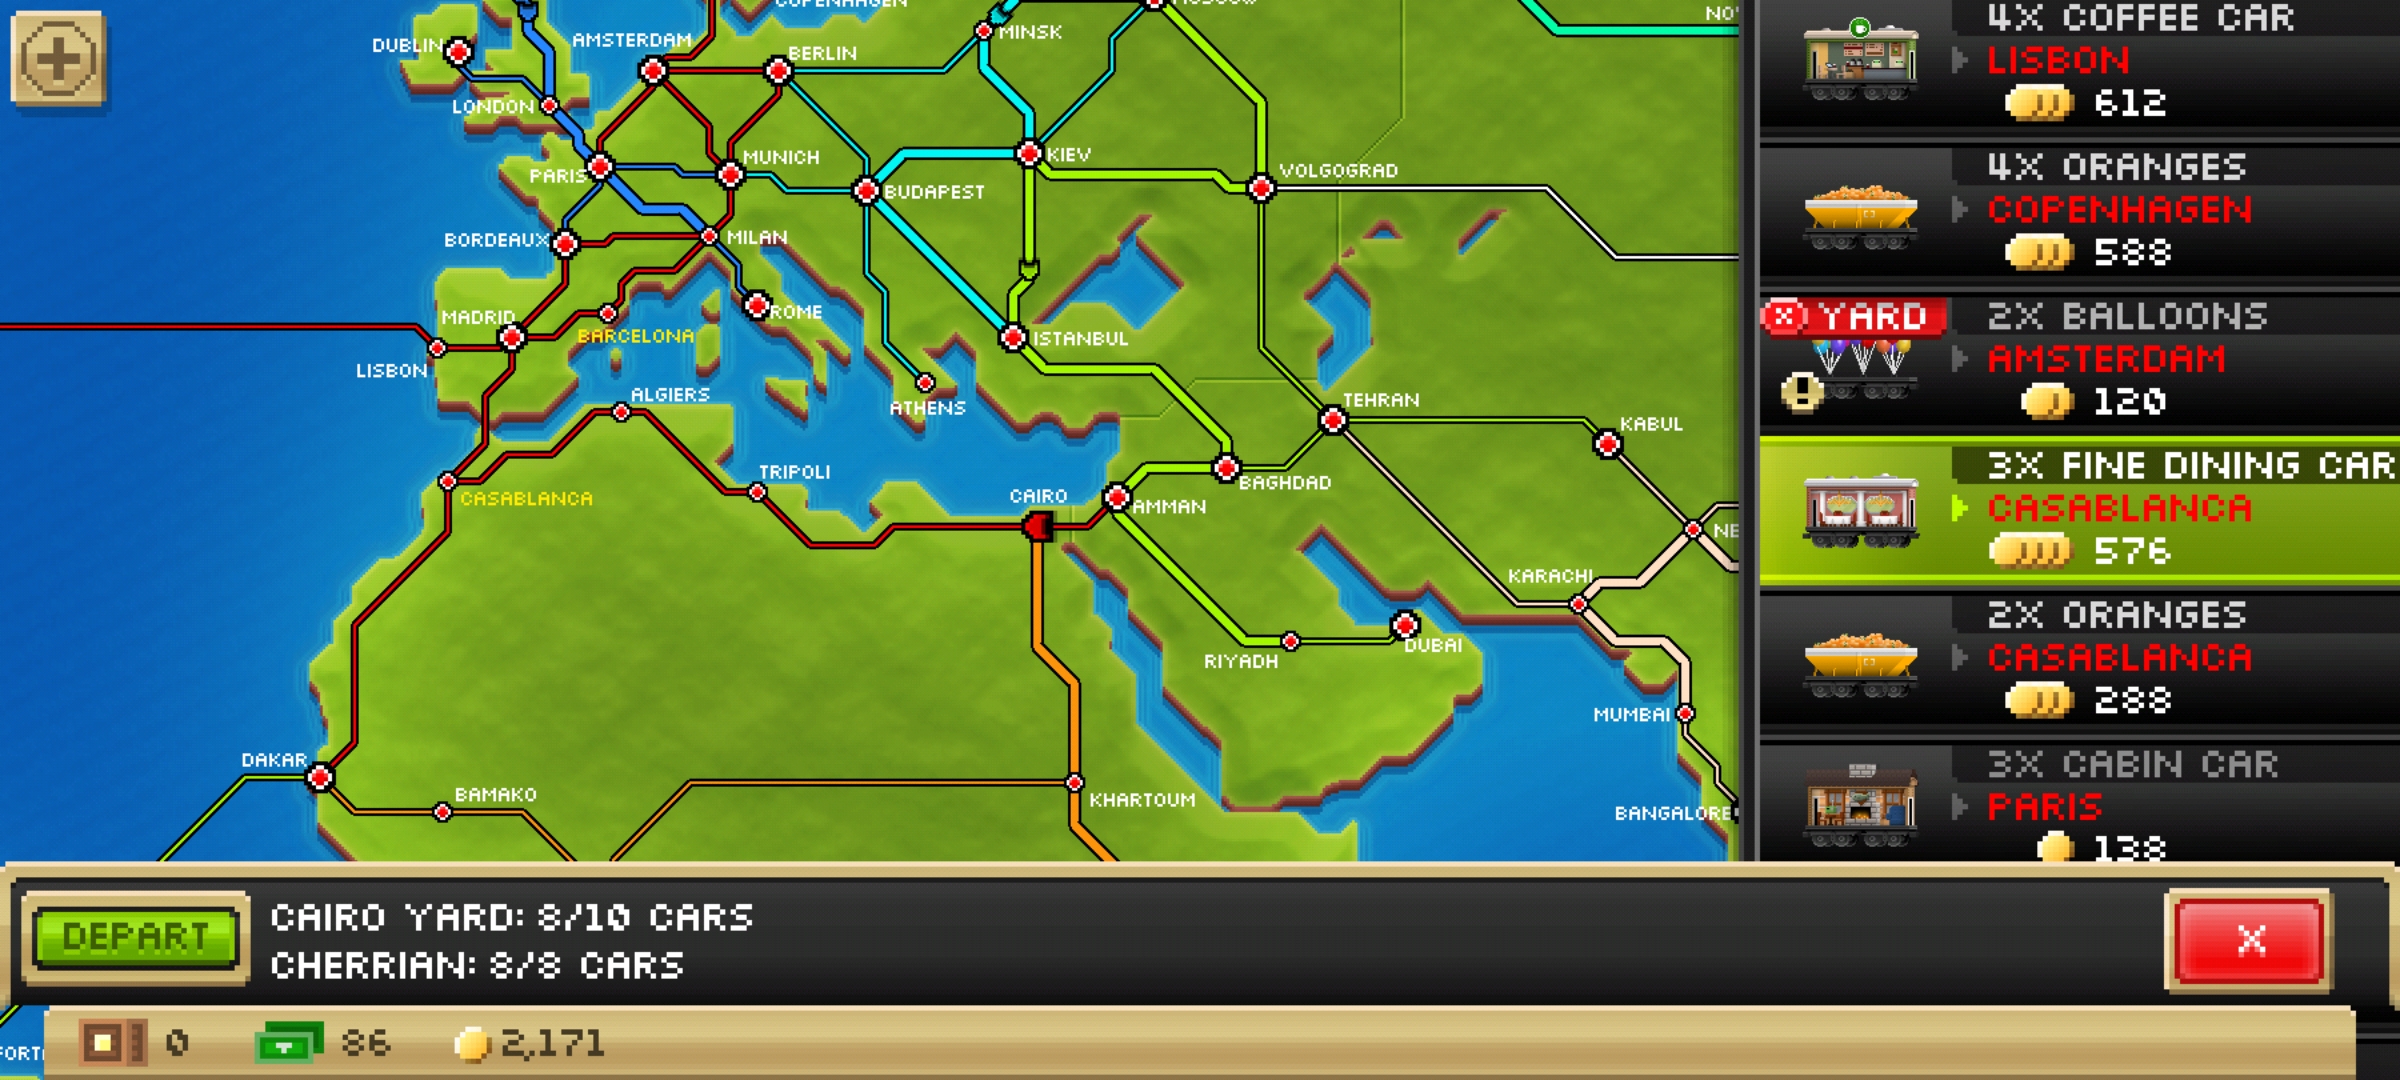 DUBLIN
AMSTERDAM
BERLIN
MINSK
LONDON
PARIS
MUNICH
BUDAPEST
KIEV
VOLGOGRAD
BORDEAUX
MILAN
ROME
MADRID
BARCELONA
LISBON
ISTANBUL
ATHENS
ALGIERS
TEHRAN
KABUL
CASABLANCA
TRIPOLI
CAIRO
AMMAN
BAGHDAD
KARACHI
RIYADH
DUBAI
MUMBAI
DAKAR
BAMAKO
KHARTOUM
BANGALORE
4X COFFEE CAR
LISBON
612
4X ORANGES
COPENHAGEN
588
X YARD
2X BALLOONS
AMSTERDAM
! 120
3X FINE DINING CAR
CASABLANCA
576
2X ORANGES
CASABLANCA
288
3X CABIN CAR
PARIS
138
DEPART
CAIRO YARD: 8/10 CARS
CHERRIAN: 8/8 CARS
X
0 86 2,171